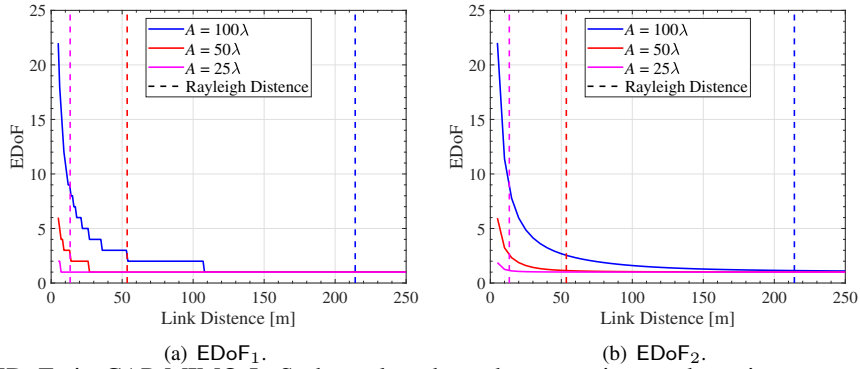 25
20
15
10
5
0
EDoF
A = 100λ
A = 50λ
A = 25λ
Rayleigh Distence
0 50 100 150 200 250
Link Distance [m]
(a) EDoF₁.
25
20
15
10
5
0
EDoF
A = 100λ
A = 50λ
A = 25λ
Rayleigh Distence
0 50 100 150 200 250
Link Distance [m]
(b) EDoF₂.